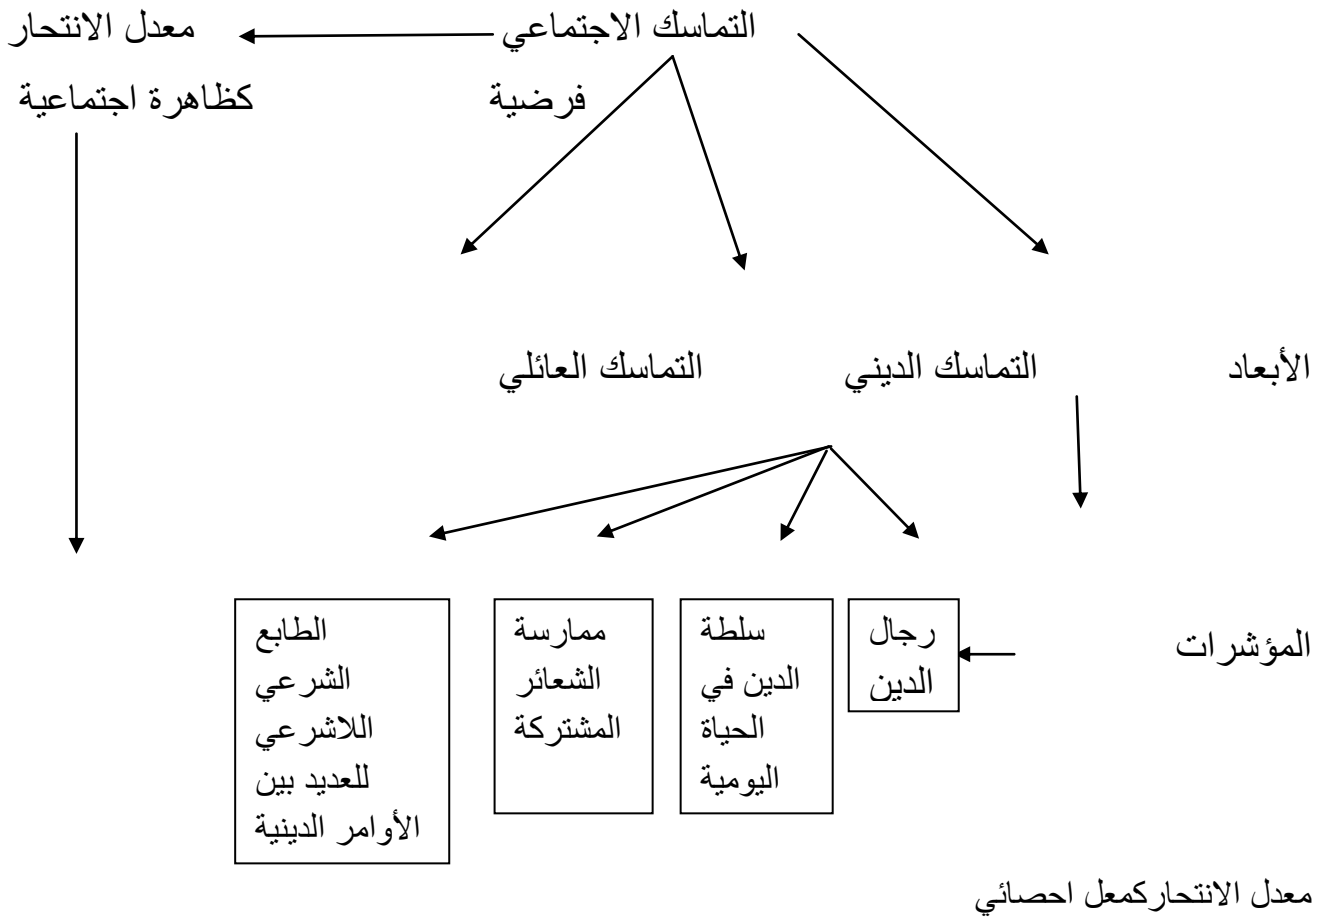 التماسك الاجتماعي
معدل الانتحار
فرضية
كظاهرة اجتماعية
الأبعاد
التماسك الديني
التماسك العائلي
المؤشرات
رجال
الدين
سلطة
الدين في
الحياة
اليومية
ممارسة
الشعائر
المشتركة
الطابع
الشرعي
اللاشرعي
للعديد بين
الأوامر الدينية
معدل الانتحاركمعل احصائي